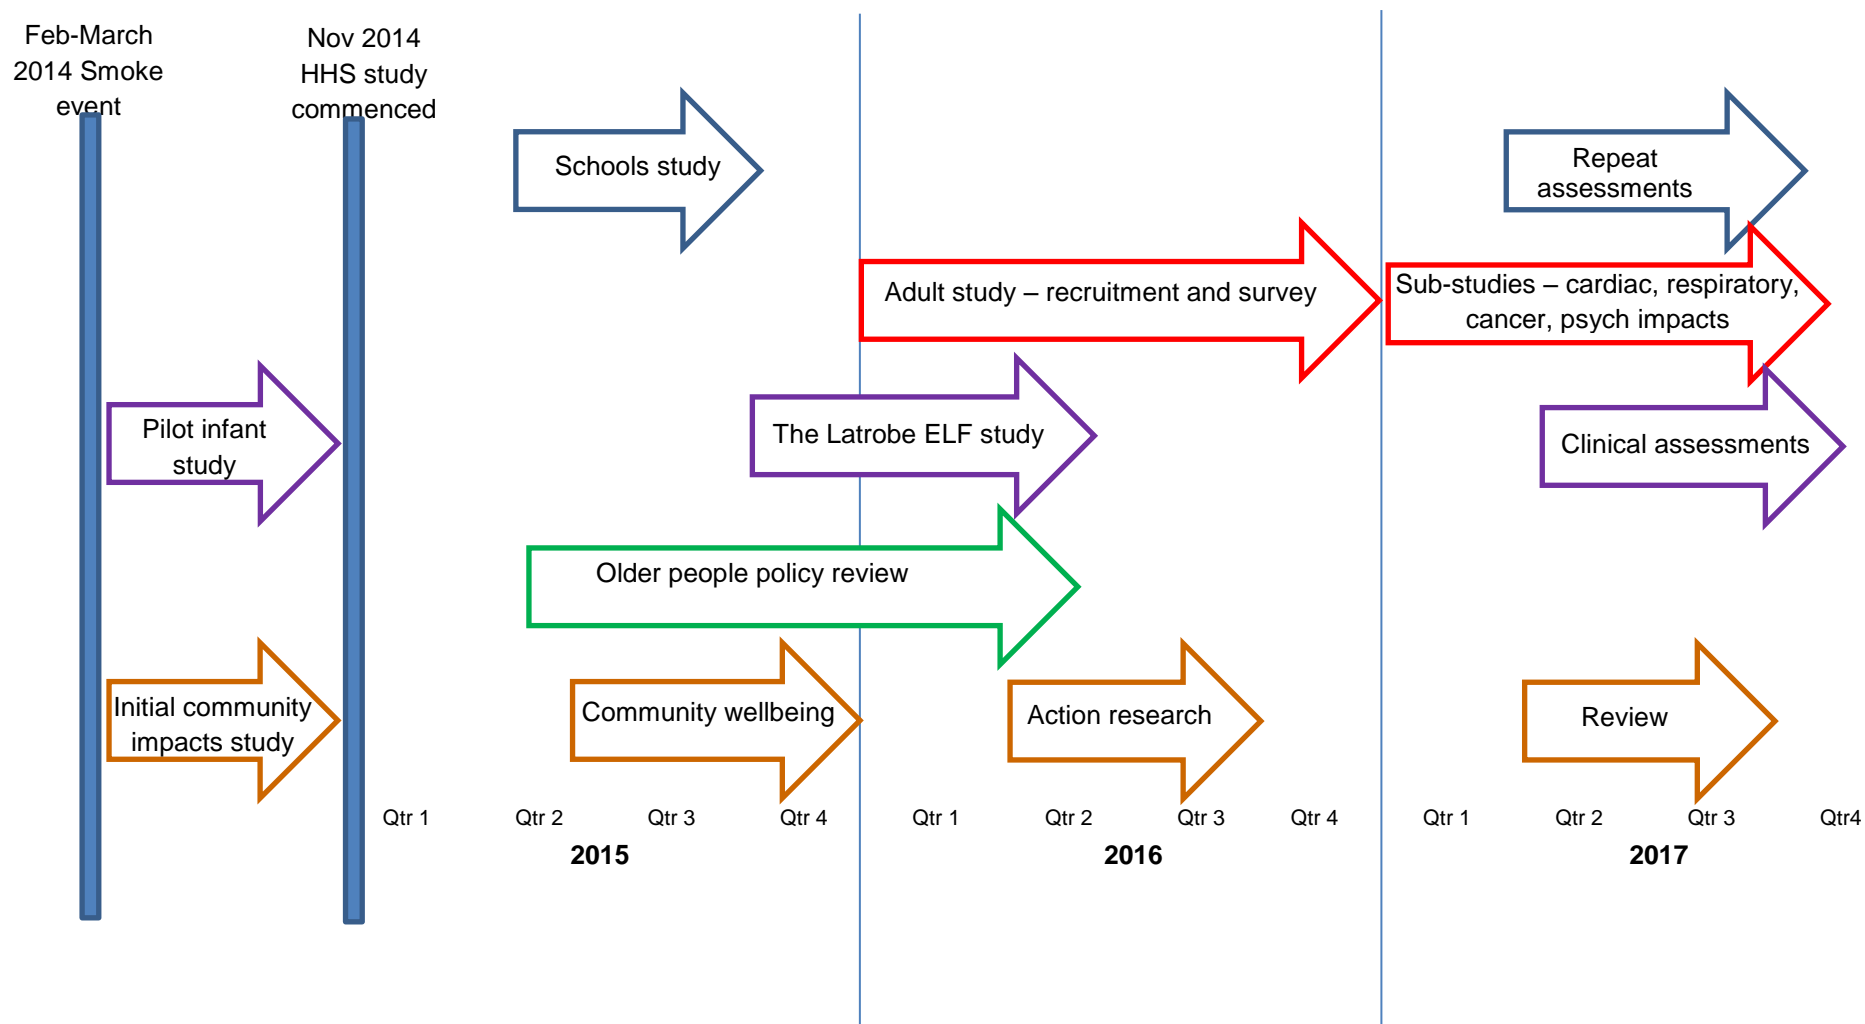 Feb-March
2014 Smoke
event
Nov 2014
HHS study
commenced
Schools study
Repeat
assessments
Adult study – recruitment and survey
Sub-studies – cardiac, respiratory,
cancer, psych impacts
Pilot infant
study
The Latrobe ELF study
Clinical assessments
Older people policy review
Initial community
impacts study
Community wellbeing
Action research
Review
Qtr 1
Qtr 2
Qtr 3
Qtr 4
Qtr 1
Qtr 2
Qtr 3
Qtr 4
Qtr 1
Qtr 2
Qtr 3
Qtr4
2015
2016
2017